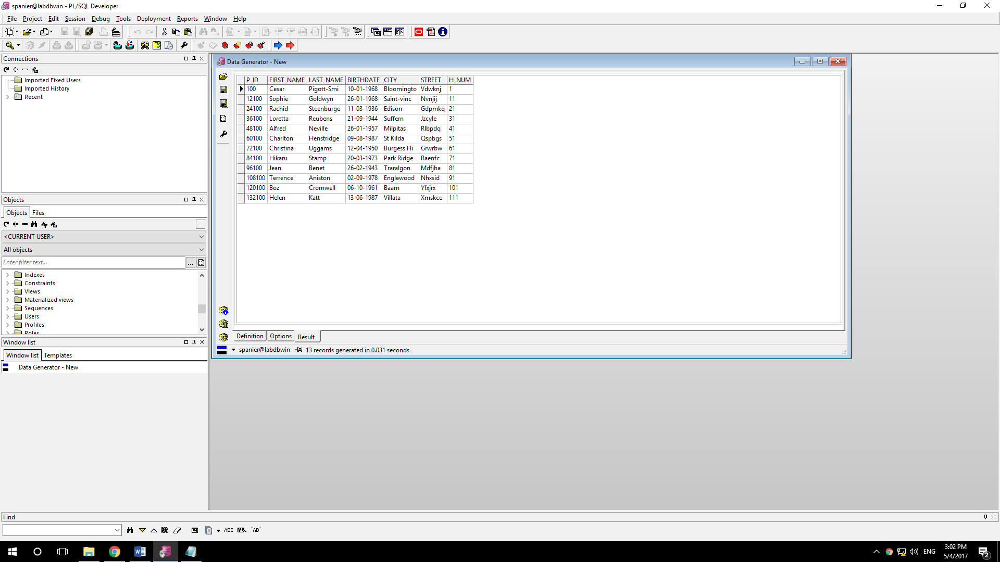 spanier@labdbwin - PL/SQL Developer
File Project Edit Session Debug Tools Deployment Reports Window Help
Connections
Imported Fixed Users
Imported History
Recent
Objects
Objects Files
<CURRENT USER>
All objects
Enter filter text...
Indexes
Constraints
Views
Materialized views
Sequences
Users
Profiles
Roles
Window list
Window list Templates
Data Generator - New
Data Generator - New
P_ID FIRST_NAME LAST_NAME BIRTHDATE CITY STREET H_NUM
100 Cesar Pigott-Smi 10-01-1968 Bloomingto Vdwknj 1
12100 Sophie Goldwyn 26-01-1968 Saint-vinc Nvnjij 11
24100 Rachid Steenburge 11-03-1936 Edison Gdpmkq 21
36100 Loretta Reubens 21-09-1944 Suffern Jzcyle 31
48100 Alfred Neville 26-01-1957 Milpitas Rlbpdq 41
60100 Charlton Henstridge 09-08-1987 St Kilda Qspbgs 51
72100 Christina Uggams 12-04-1950 Burgess Hi Grwrbw 61
84100 Hikaru Stamp 20-03-1973 Park Ridge Raenfc 71
96100 Jean Benet 26-02-1943 Traralgon Mdfjha 81
108100 Terrence Aniston 02-09-1978 Englewood Nhxsid 91
120100 Boz Cromwell 06-10-1961 Baarn Yfxjrx 101
132100 Helen Katt 13-06-1987 Villata Xmskce 111
Definition Options Result
spanier@labdbwin 13 records generated in 0.031 seconds
Find
ABC "AB"
ENG 3:02 PM
5/4/2017 2